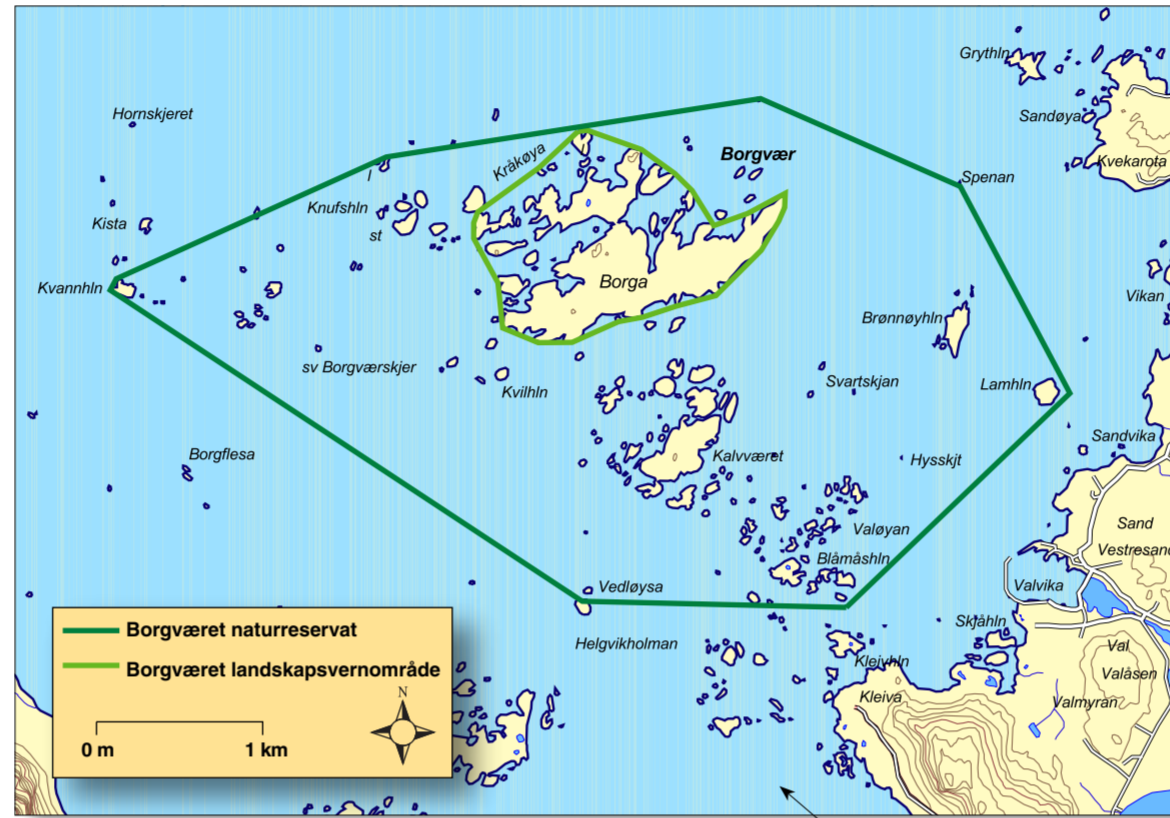 Grythln
Hornskjeret
Sandøya
Kråkøya
Borgvær
Kvekarota
l
Spenan
Knufshln
Kista
st
Borga
Kvannhln
Vikan
Brønnøyhln
sv Borgværskjer
Svartskjan
Lamhln
Kvilhln
Sandvika
Borgflesa
Kalvværet
Hysskjt
Sand
Valøyan
Vestresand
Blåmåshln
Valvika
Vedløysa
Skjåhln
Borgværet naturreservat
Helgvikholman
Val
Kleivhln
Borgværet landskapsvernområde
Valåsen
Kleiva
Valmyran
N
0 m 1 km